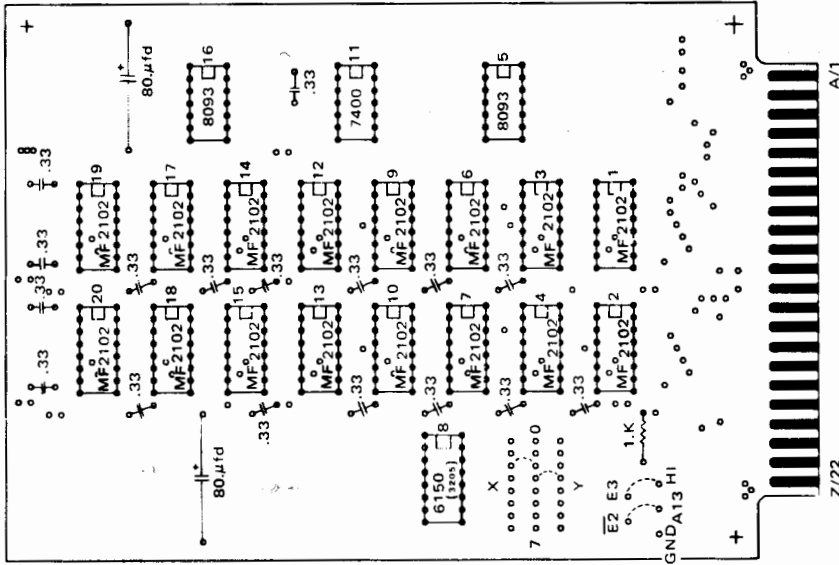 80.µfd
16
8093
.33
11
7400
5
8093
A/1
.33
19
MF2102
17
MF2102
14
MF2102
12
MF2102
9
MF2102
6
MF2102
3
MF2102
1
MF2102
.33
.33
.33
.33
.33
.33
.33
.33
20
MF2102
18
MF2102
15
MF2102
13
MF2102
10
MF2102
7
MF2102
4
MF2102
2
MF2102
.33
.33
.33
.33
.33
.33
.33
80.µfd
8
6150
(3205)
X
7
0
Y
1.K
E2
E3
HI
GND
A13
Z/22